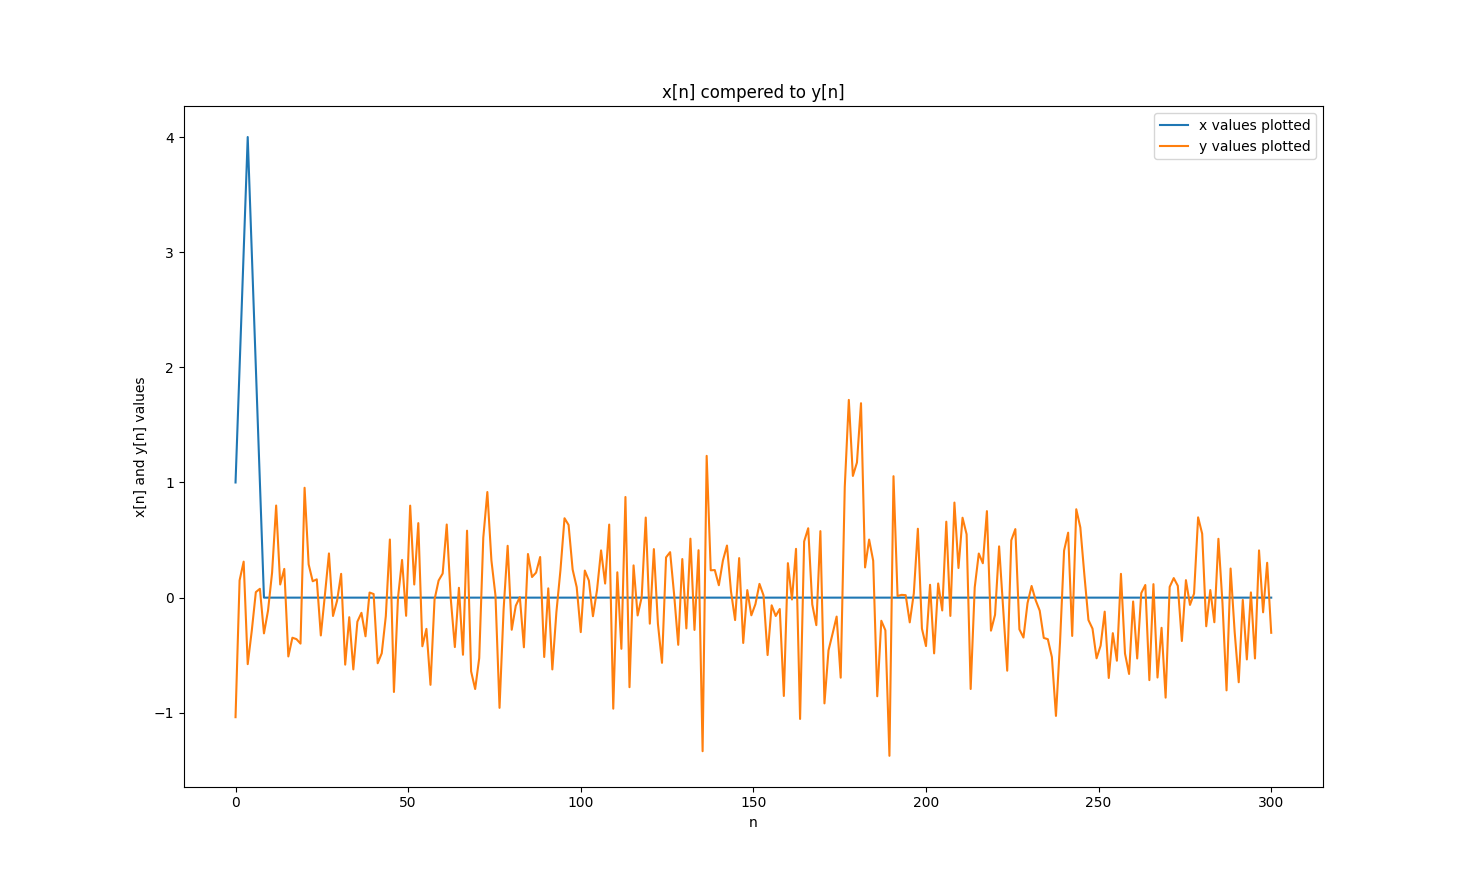 x[n] compered to y[n]
x values plotted
y values plotted
4
3
2
1
0
−1
x[n] and y[n] values
0 50 100 150 200 250 300
n